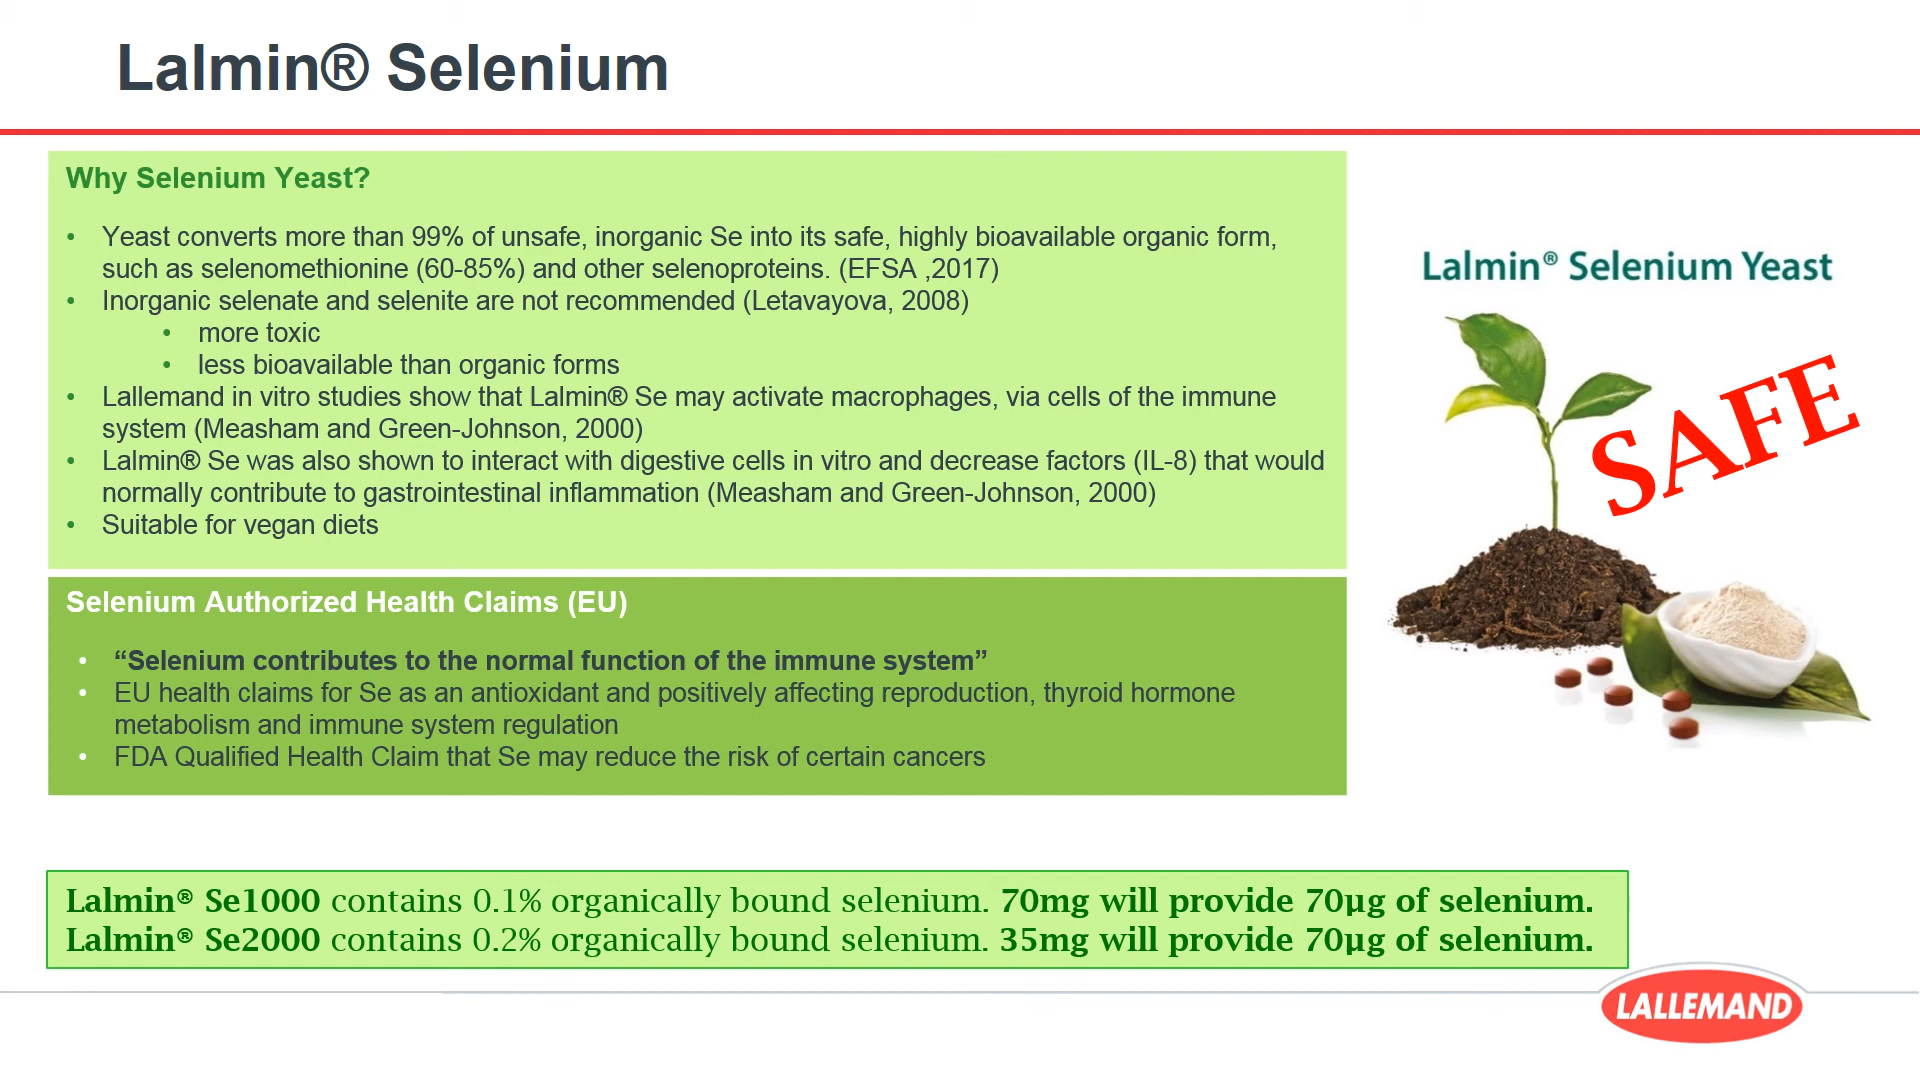 Lalmin® Selenium
Why Selenium Yeast?
• Yeast converts more than 99% of unsafe, inorganic Se into its safe, highly bioavailable organic form,
such as selenomethionine (60-85%) and other selenoproteins. (EFSA ,2017)
• Inorganic selenate and selenite are not recommended (Letavayova, 2008)
• more toxic
• less bioavailable than organic forms
• Lallemand in vitro studies show that Lalmin® Se may activate macrophages, via cells of the immune
system (Measham and Green-Johnson, 2000)
• Lalmin® Se was also shown to interact with digestive cells in vitro and decrease factors (IL-8) that would
normally contribute to gastrointestinal inflammation (Measham and Green-Johnson, 2000)
• Suitable for vegan diets
Selenium Authorized Health Claims (EU)
• “Selenium contributes to the normal function of the immune system”
• EU health claims for Se as an antioxidant and positively affecting reproduction, thyroid hormone
metabolism and immune system regulation
• FDA Qualified Health Claim that Se may reduce the risk of certain cancers
Lalmin® Selenium Yeast
SAFE
Lalmin® Se1000 contains 0.1% organically bound selenium. 70mg will provide 70µg of selenium.
Lalmin® Se2000 contains 0.2% organically bound selenium. 35mg will provide 70µg of selenium.
LALLEMAND